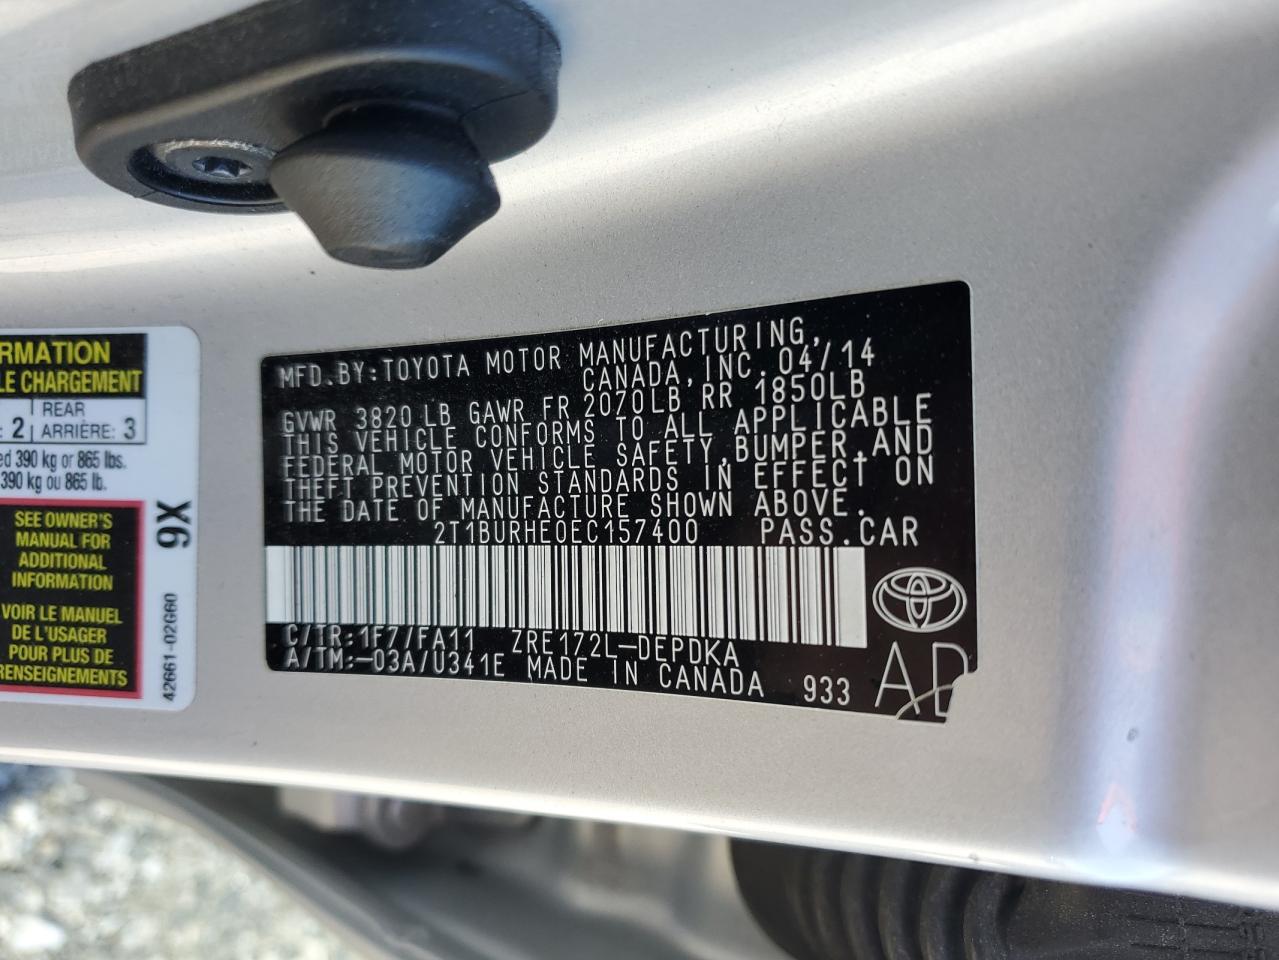 RMATION
LE CHARGEMENT
: 2 REAR
ARRIÈRE: 3
ed 390 kg or 865 lbs.
390 kg ou 865 lb.
SEE OWNER'S
MANUAL FOR
ADDITIONAL
INFORMATION
VOIR LE MANUEL
DE L'USAGER
POUR PLUS DE
RENSEIGNEMENTS
9X
42661-02G60
MFD.BY:TOYOTA MOTOR MANUFACTURING,
CANADA,INC.04/14
GVWR 3820 LB GAWR FR 2070LB RR 1850LB
THIS VEHICLE CONFORMS TO ALL APPLICABLE
FEDERAL MOTOR VEHICLE SAFETY,BUMPER,AND
THEFT PREVENTION STANDARDS IN EFFECT ON
THE DATE OF MANUFACTURE SHOWN ABOVE.
2T1BURHE0EC157400 PASS.CAR
C/TR:1F7/FA11 ZRE172L-DEPDKA
A/TM:-03A/U341E MADE IN CANADA 933